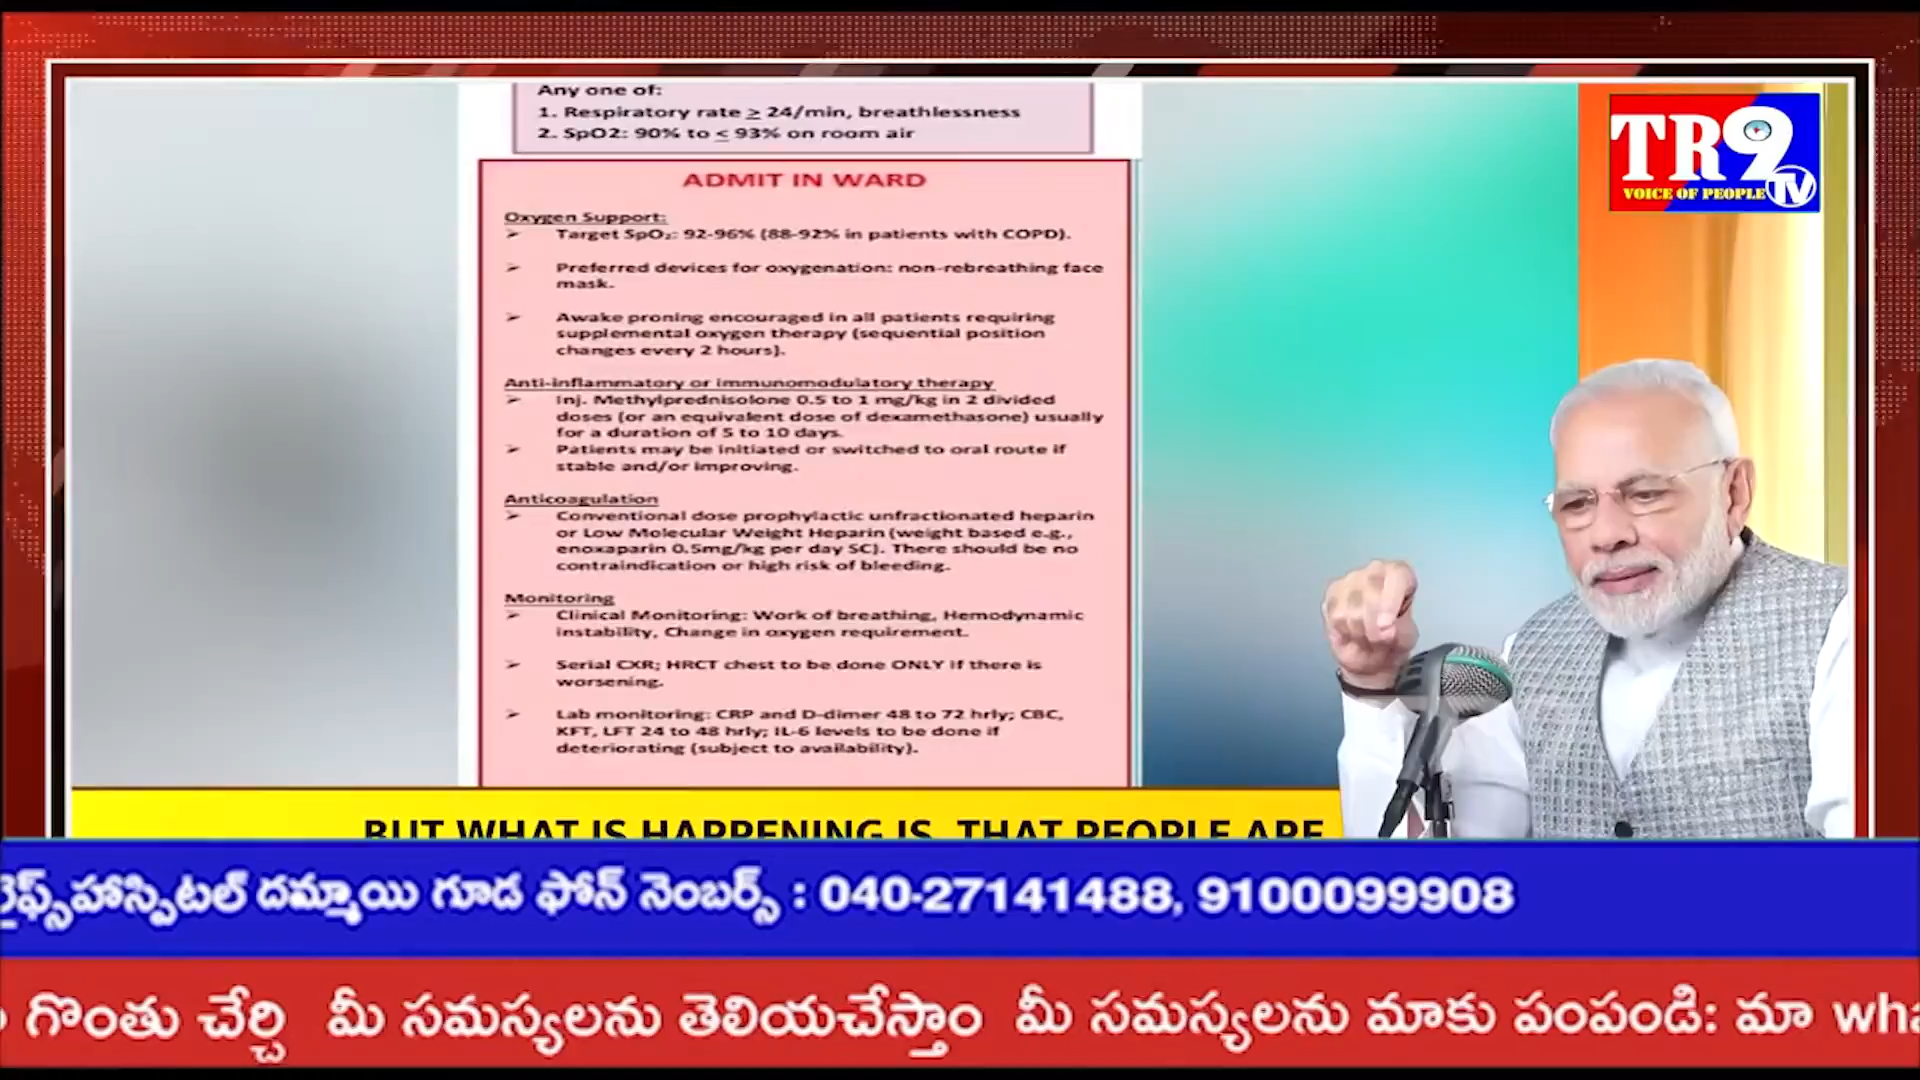 Any one of:
1. Respiratory rate ≥ 24/min, breathlessness
2. SpO2: 90% to ≤ 93% on room air
ADMIT IN WARD
Oxygen Support:
➢ Target SpO₂: 92-96% (88-92% in patients with COPD).
➢ Preferred devices for oxygenation: non-rebreathing face
mask.
➢ Awake proning encouraged in all patients requiring
supplemental oxygen therapy (sequential position
changes every 2 hours).
Anti-inflammatory or immunomodulatory therapy
➢ Inj. Methylprednisolone 0.5 to 1 mg/kg in 2 divided
doses (or an equivalent dose of dexamethasone) usually
for a duration of 5 to 10 days.
➢ Patients may be initiated or switched to oral route if
stable and/or improving.
Anticoagulation
➢ Conventional dose prophylactic unfractionated heparin
or Low Molecular Weight Heparin (weight based e.g.,
enoxaparin 0.5mg/kg per day SC). There should be no
contraindication or high risk of bleeding.
Monitoring
➢ Clinical Monitoring: Work of breathing, Hemodynamic
instability, Change in oxygen requirement.
➢ Serial CXR; HRCT chest to be done ONLY if there is
worsening.
➢ Lab monitoring: CRP and D-dimer 48 to 72 hrly; CBC,
KFT, LFT 24 to 48 hrly; IL-6 levels to be done if
deteriorating (subject to availability).
TR9
VOICE OF PEOPLE TV
BUT WHAT IS HAPPENING IS, THAT PEOPLE ARE
హాస్పిటల్ దమ్మాయి గూడ ఫోన్ నెంబర్స్ : 040-27141488, 9100099908
గొంతు చేర్చి మీ సమస్యలను తెలియచేస్తాం మీ సమస్యలను మాకు పంపండి: మా wha